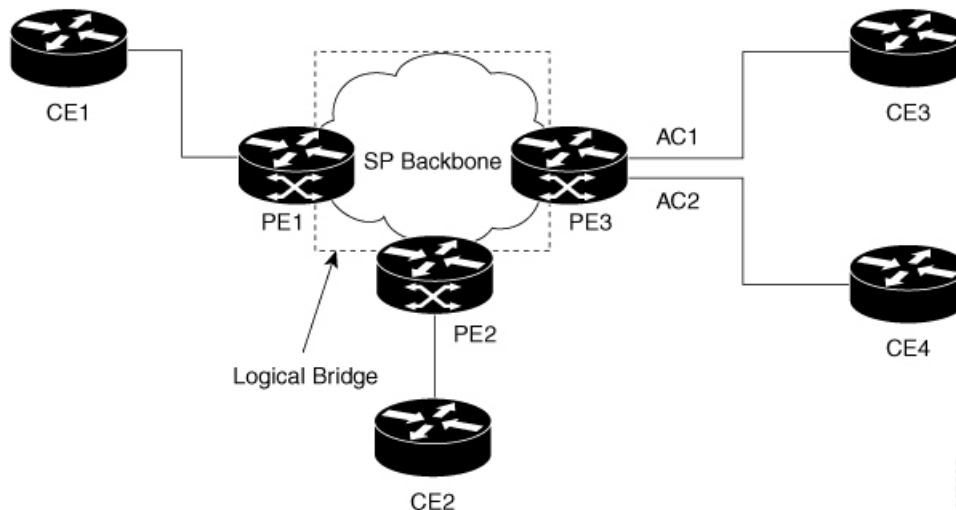 CE1
CE3
SP Backbone
AC1
PE1
PE3
AC2
PE2
CE4
Logical Bridge
CE2